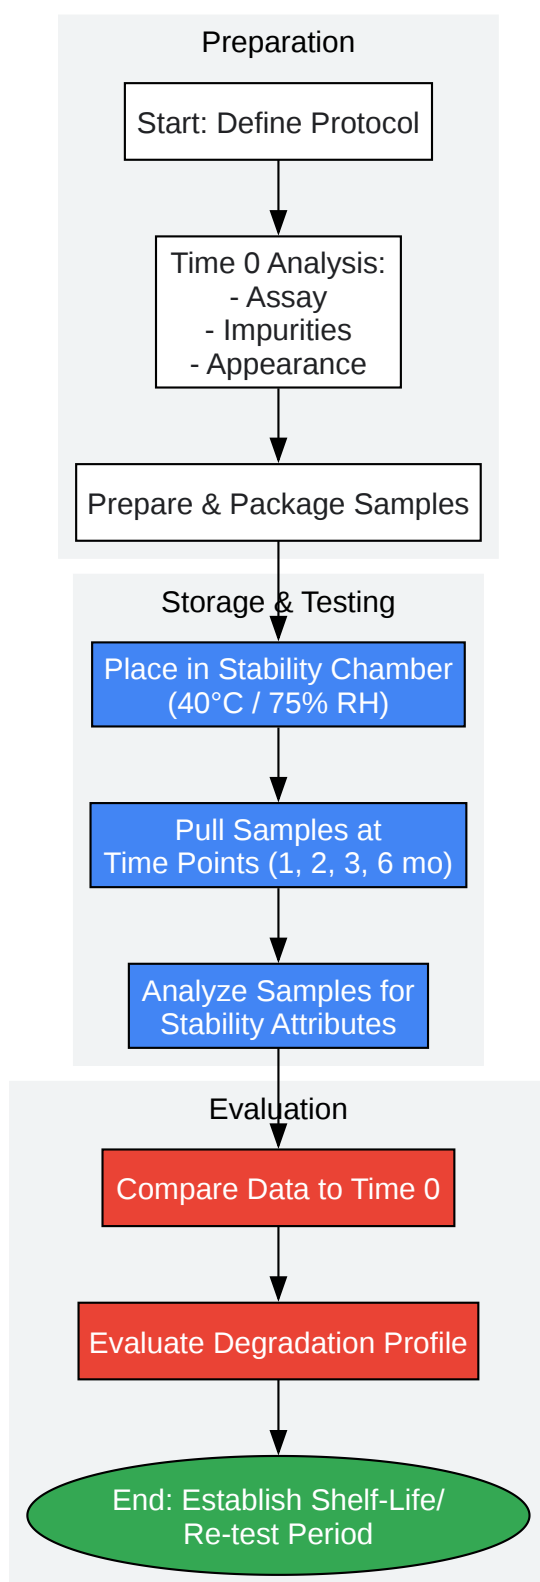 Preparation
Start: Define Protocol
Time 0 Analysis:
- Assay
- Impurities
- Appearance
Prepare & Package Samples
Storage & Testing
Place in Stability Chamber
(40°C / 75% RH)
Pull Samples at
Time Points (1, 2, 3, 6 mo)
Analyze Samples for
Stability Attributes
Evaluation
Compare Data to Time 0
Evaluate Degradation Profile
End: Establish Shelf-Life/
Re-test Period